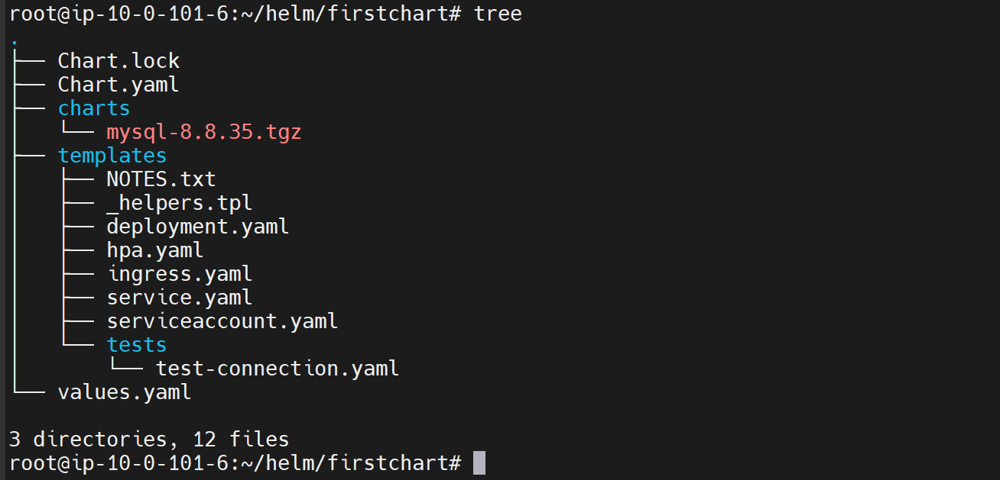 root@ip-10-0-101-6:~/helm/firstchart# tree
.
├── Chart.lock
├── Chart.yaml
├── charts
│   └── mysql-8.8.35.tgz
├── templates
│   ├── NOTES.txt
│   ├── _helpers.tpl
│   ├── deployment.yaml
│   ├── hpa.yaml
│   ├── ingress.yaml
│   ├── service.yaml
│   ├── serviceaccount.yaml
│   └── tests
│       └── test-connection.yaml
└── values.yaml

3 directories, 12 files
root@ip-10-0-101-6:~/helm/firstchart#